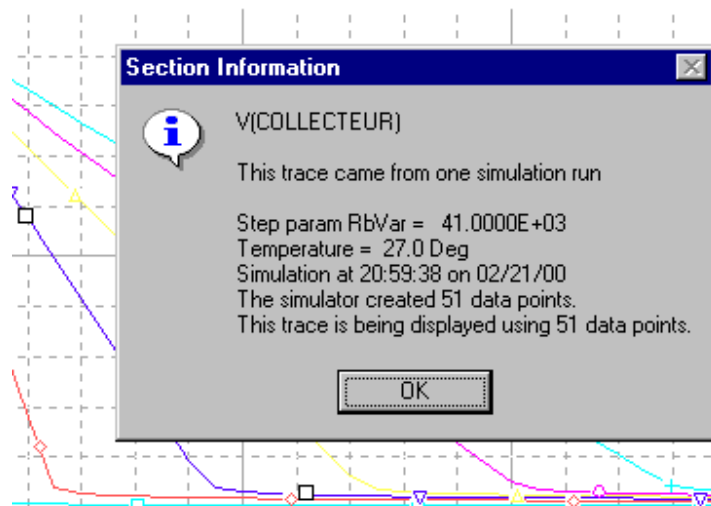 Section Information
V(COLLECTEUR)
This trace came from one simulation run
Step param RbVar = 41.0000E+03
Temperature = 27.0 Deg
Simulation at 20:59:38 on 02/21/00
The simulator created 51 data points.
This trace is being displayed using 51 data points.
OK